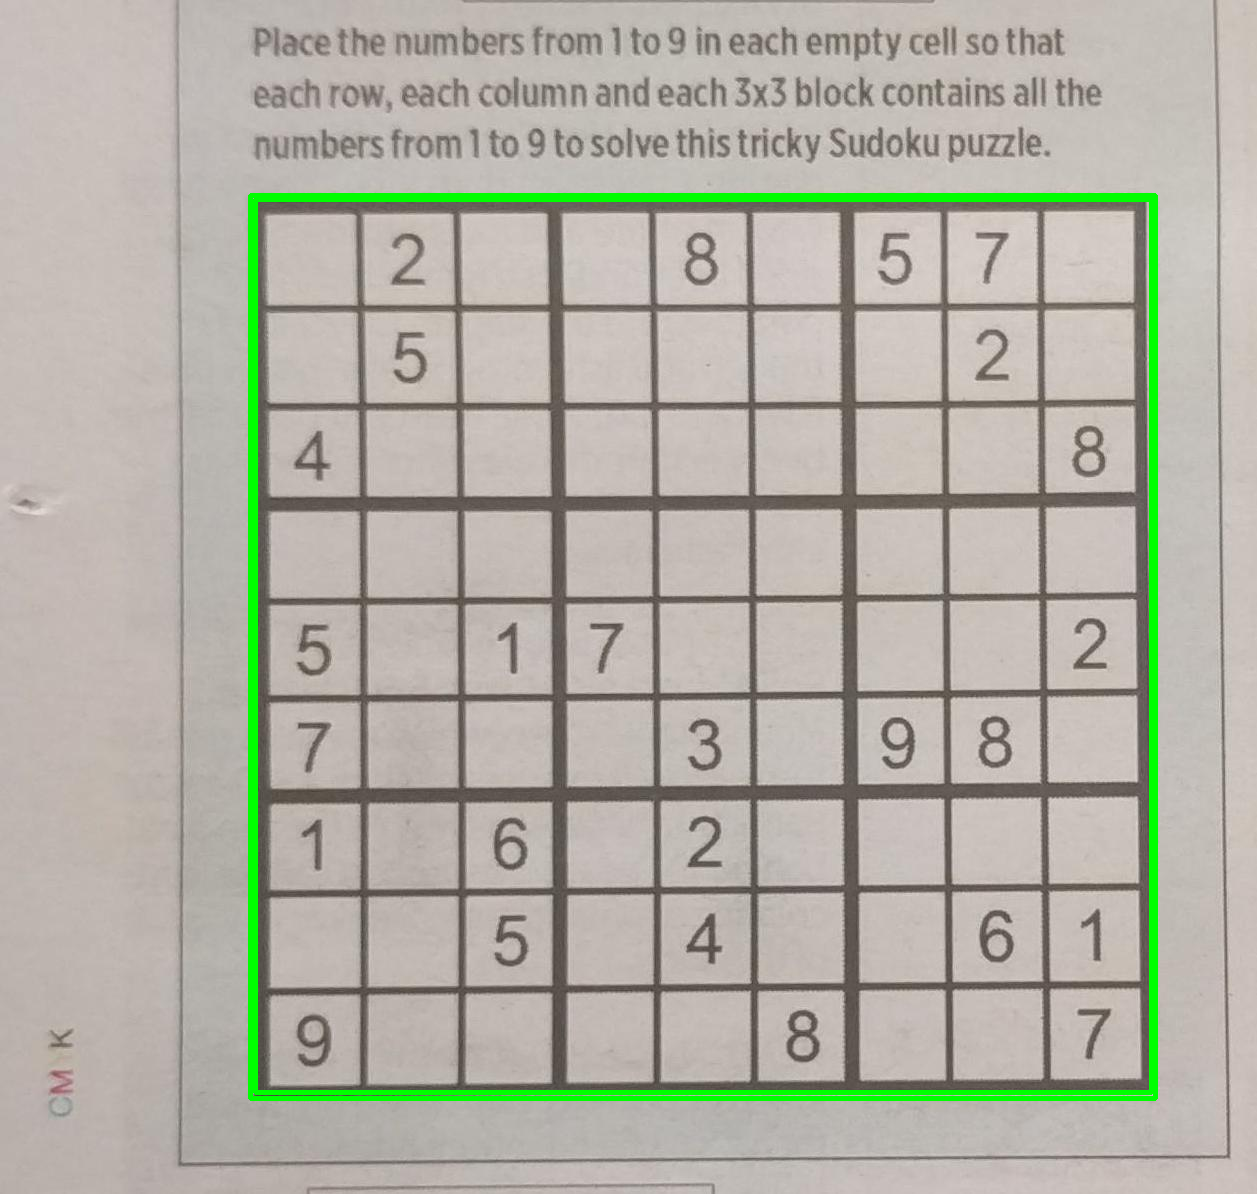 Place the numbers from 1 to 9 in each empty cell so that
each row, each column and each 3x3 block contains all the
numbers from 1 to 9 to solve this tricky Sudoku puzzle.
2 8 5 7
5 2
4 8
5 1 7 2
7 3 9 8
1 6 2
5 4 6 1
9 8 7
CMYK